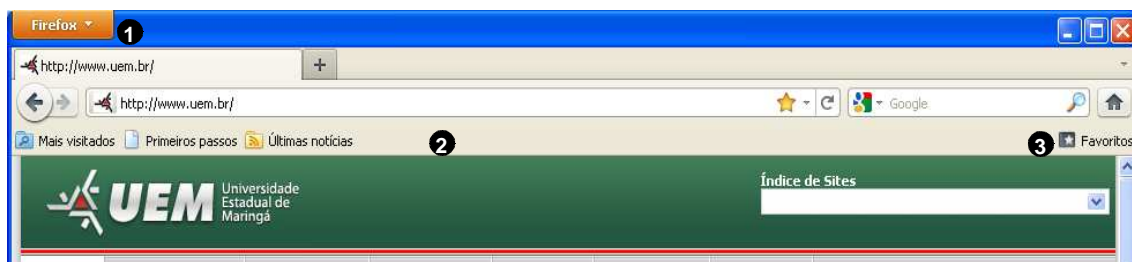 Firefox
1
http://www.uem.br/
http://www.uem.br/
Google
Mais visitados Primeiros passos Últimas notícias 2 3 Favoritos
UEM Universidade
Estadual de
Maringá
Índice de Sites